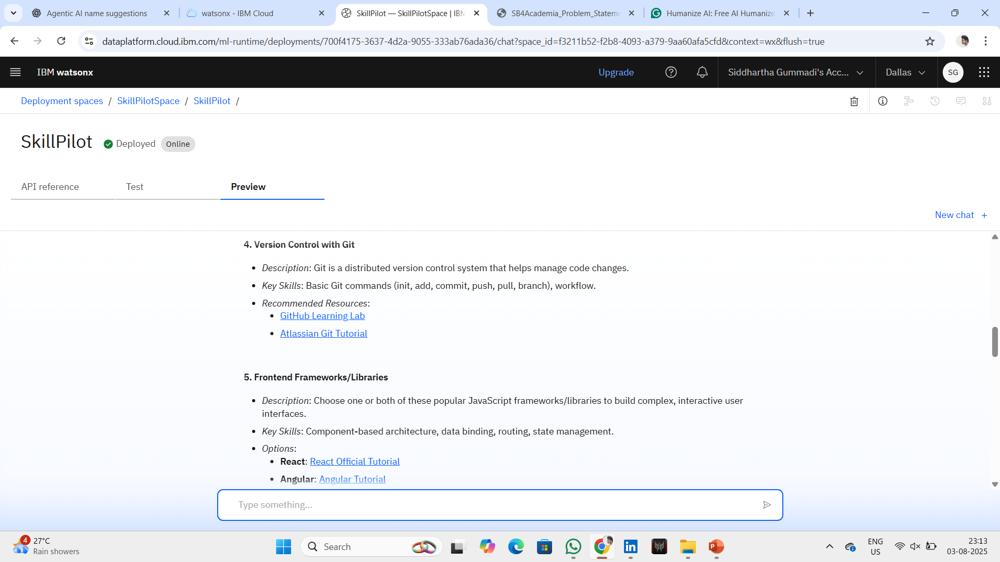 Agentic AI name suggestions
watsonx - IBM Cloud
SkillPilot — SkillPilotSpace | IBM
SB4Academia_Problem_Stateme
Humanize AI: Free AI Humanize
dataplatform.cloud.ibm.com/ml-runtime/deployments/700f4175-3637-4d2a-9055-333ab76ada36/chat?space_id=f3211b52-f2b8-4093-a379-9aa60afa5cfd&context=wx&flush=true
IBM watsonx
Upgrade
Siddhartha Gummadi's Acc...
Dallas
SG
Deployment spaces / SkillPilotSpace / SkillPilot /
SkillPilot
Deployed
Online
API reference
Test
Preview
New chat +
4. Version Control with Git
• Description: Git is a distributed version control system that helps manage code changes.
• Key Skills: Basic Git commands (init, add, commit, push, pull, branch), workflow.
• Recommended Resources:
• GitHub Learning Lab
• Atlassian Git Tutorial
5. Frontend Frameworks/Libraries
• Description: Choose one or both of these popular JavaScript frameworks/libraries to build complex, interactive user
interfaces.
• Key Skills: Component-based architecture, data binding, routing, state management.
• Options:
• React: React Official Tutorial
• Angular: Angular Tutorial
Type something...
4
27°C
Rain showers
Search
ENG
US
23:13
03-08-2025